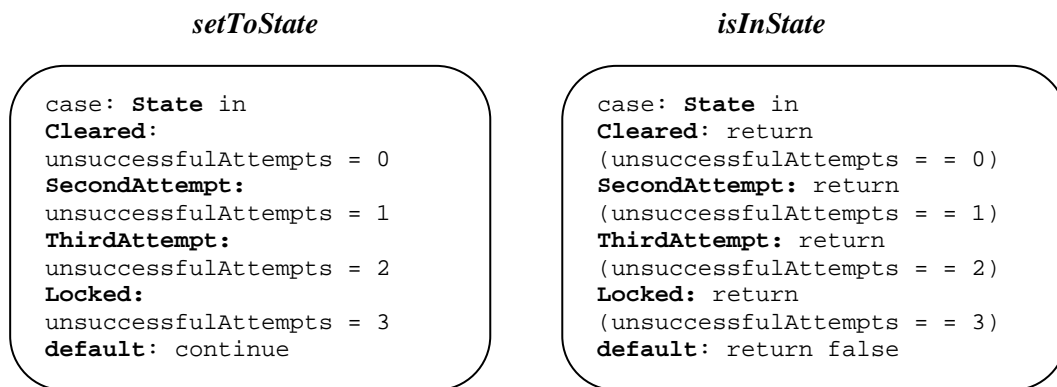 setToState
case: State in
Cleared:
unsuccessfulAttempts = 0
SecondAttempt:
unsuccessfulAttempts = 1
ThirdAttempt:
unsuccessfulAttempts = 2
Locked:
unsuccessfulAttempts = 3
default: continue
isInState
case: State in
Cleared: return
(unsuccessfulAttempts = = 0)
SecondAttempt: return
(unsuccessfulAttempts = = 1)
ThirdAttempt: return
(unsuccessfulAttempts = = 2)
Locked: return
(unsuccessfulAttempts = = 3)
default: return false